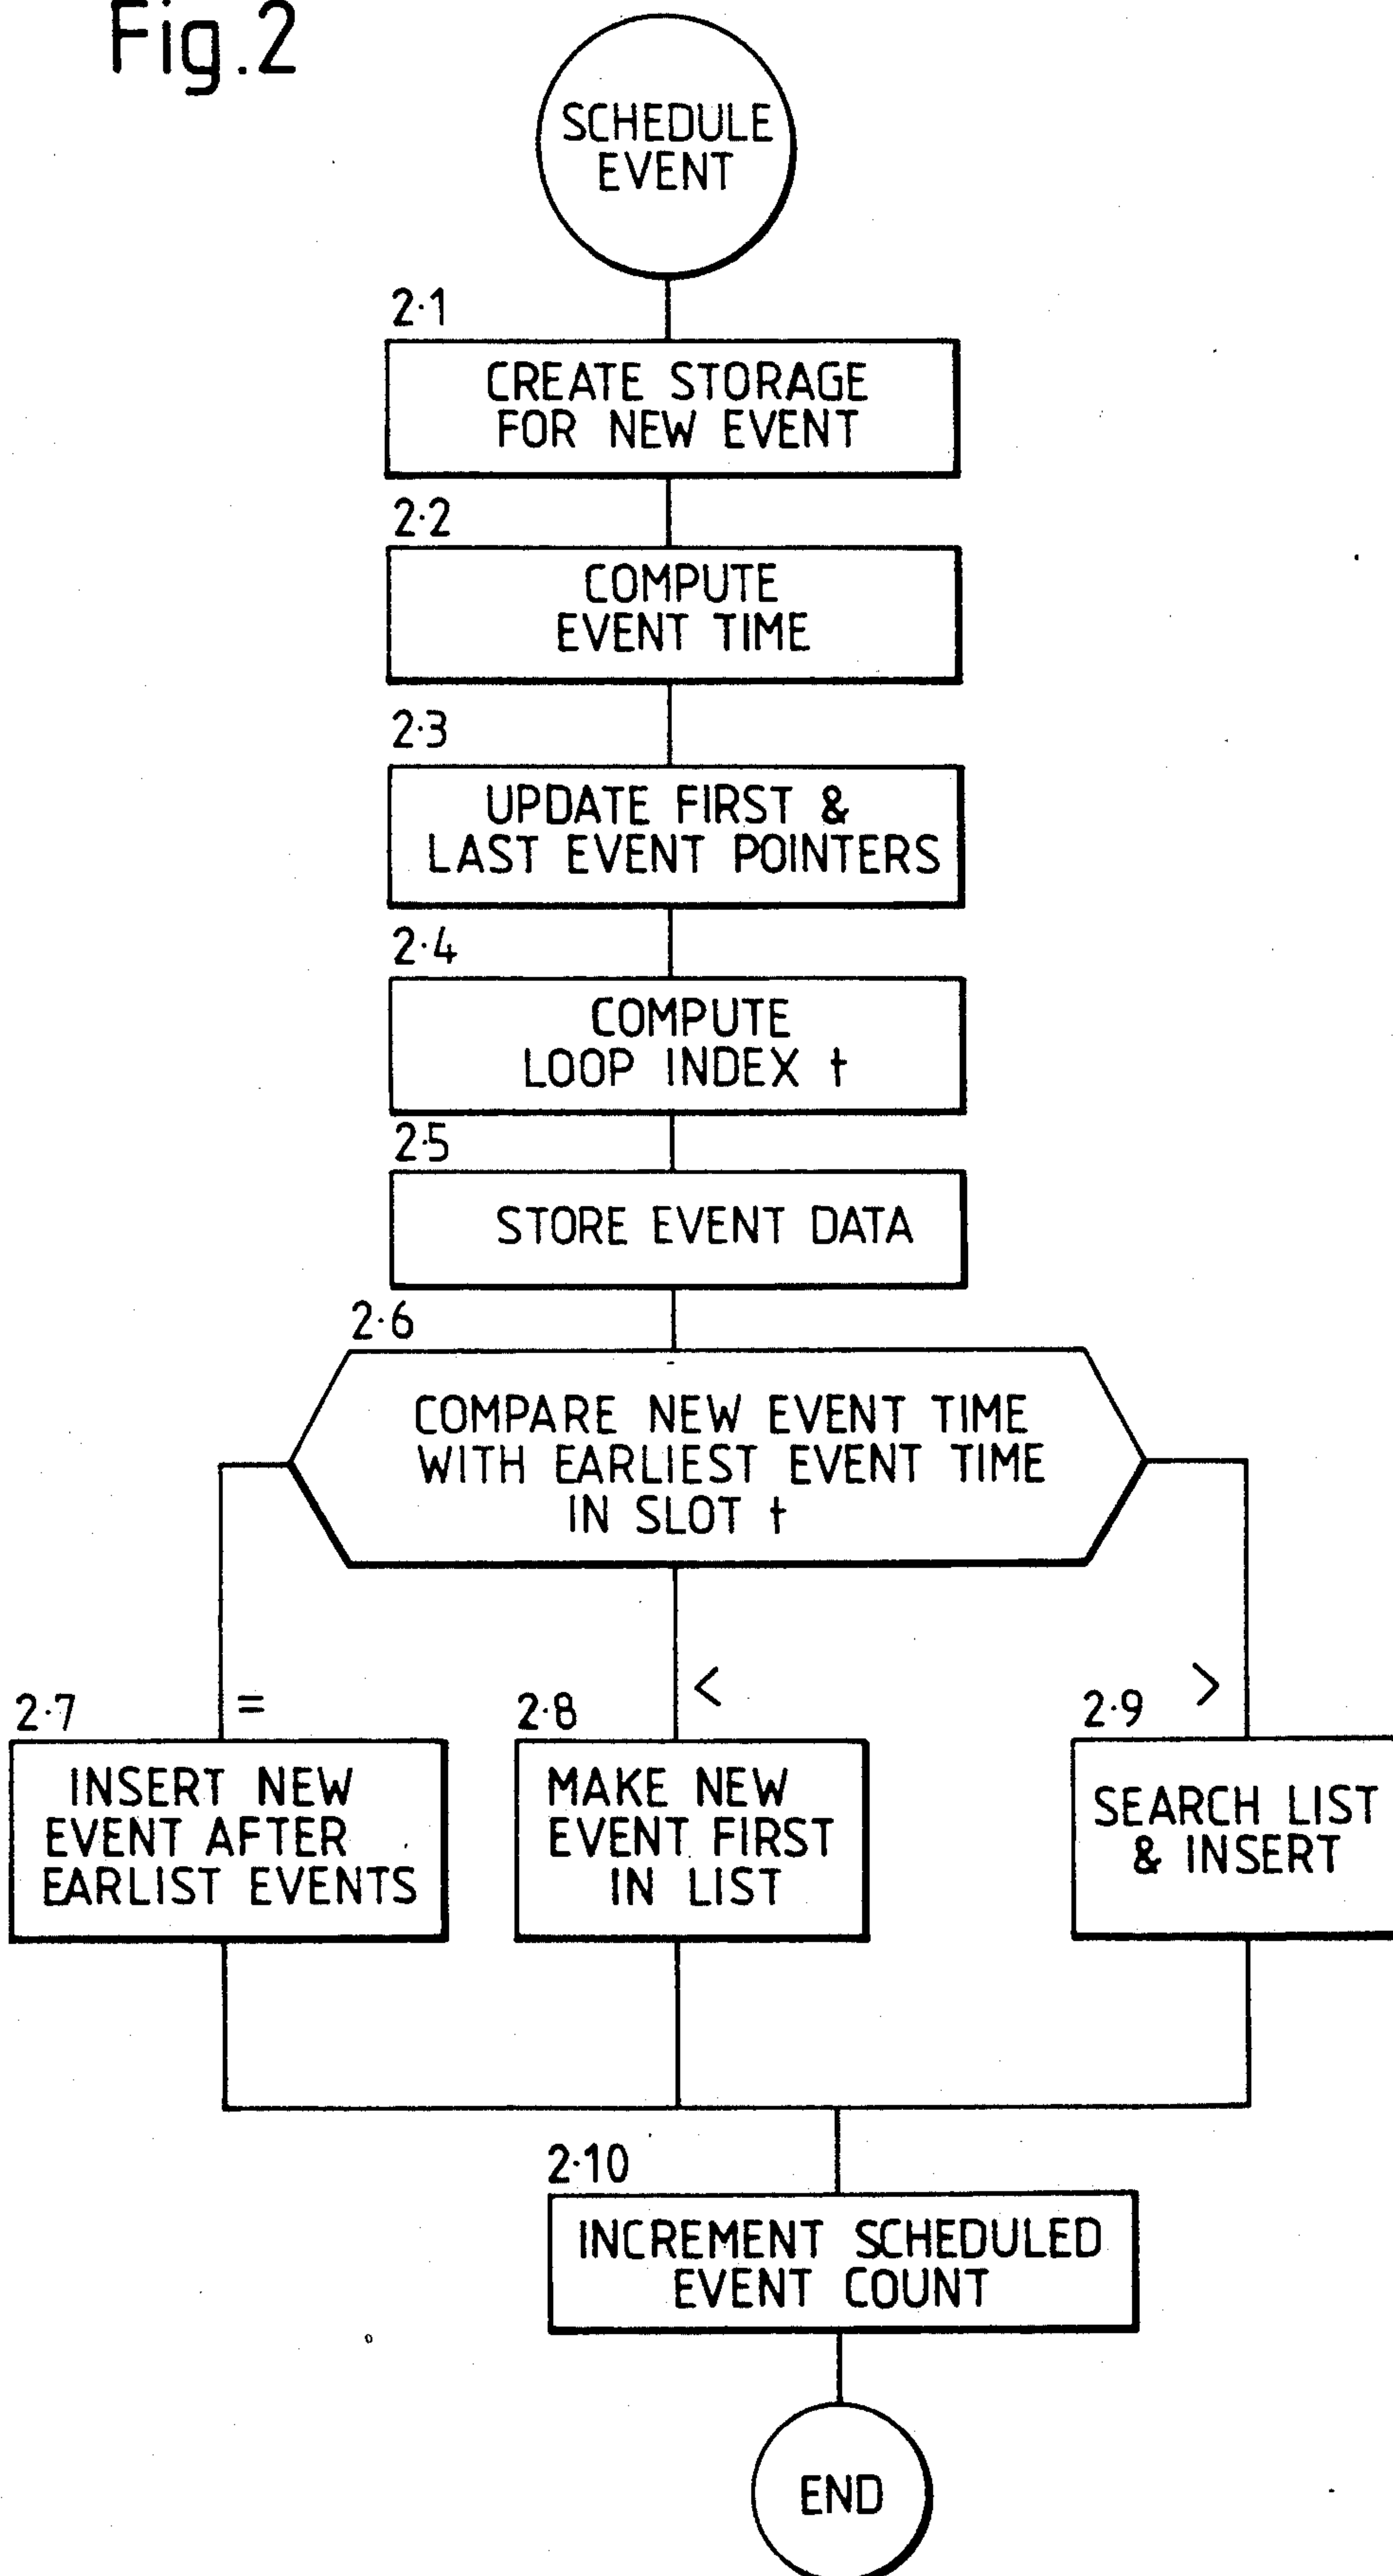 Fig.2
SCHEDULE
EVENT
2.1
CREATE STORAGE
FOR NEW EVENT
2.2
COMPUTE
EVENT TIME
2.3
UPDATE FIRST &
LAST EVENT POINTERS
2.4
COMPUTE
LOOP INDEX t
2.5
STORE EVENT DATA
2.6
COMPARE NEW EVENT TIME
WITH EARLIEST EVENT TIME
IN SLOT t
2.7
=
INSERT NEW
EVENT AFTER
EARLIST EVENTS
2.8
<
MAKE NEW
EVENT FIRST
IN LIST
2.9
>
SEARCH LIST
& INSERT
2.10
INCREMENT SCHEDULED
EVENT COUNT
END